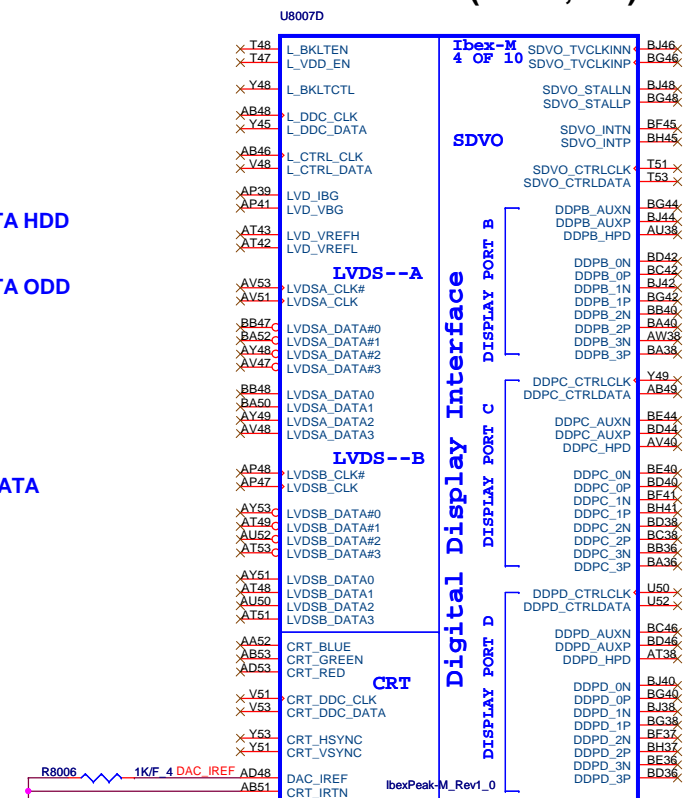 U8007D
Ibex-M
4 OF 10
TA HDD
TA ODD
ATA
T48 L_BKLTEN
T47 L_VDD_EN
Y48 L_BKLTCTL
AB48 L_DDC_CLK
Y45 L_DDC_DATA
AB46 L_CTRL_CLK
V48 L_CTRL_DATA
AP39 LVD_IBG
AP41 LVD_VBG
AT43 LVD_VREFH
AT42 LVD_VREFL
LVDS--A
AV53 LVDSA_CLK#
AV51 LVDSA_CLK
BB47 LVDSA_DATA#0
BA52 LVDSA_DATA#1
AY48 LVDSA_DATA#2
AV47 LVDSA_DATA#3
BB48 LVDSA_DATA0
BA50 LVDSA_DATA1
AY49 LVDSA_DATA2
AV48 LVDSA_DATA3
LVDS--B
AP48 LVDSB_CLK#
AP47 LVDSB_CLK
AY53 LVDSB_DATA#0
AT49 LVDSB_DATA#1
AU52 LVDSB_DATA#2
AT53 LVDSB_DATA#3
AY51 LVDSB_DATA0
AT48 LVDSB_DATA1
AU50 LVDSB_DATA2
AT51 LVDSB_DATA3
AA52 CRT_BLUE
AB53 CRT_GREEN
AD53 CRT_RED
CRT
V51 CRT_DDC_CLK
V53 CRT_DDC_DATA
Y53 CRT_HSYNC
Y51 CRT_VSYNC
R8006 1K/F_4 DAC_IREF AD48 DAC_IREF
AB51 CRT_IRTN
Digital Display Interface
SDVO_TVCLKINN BJ46
SDVO_TVCLKINP BG46
SDVO_STALLN BJ48
SDVO_STALLP BG48
SDVO
SDVO_INTN BF45
SDVO_INTP BH45
SDVO_CTRLCLK T51
SDVO_CTRLDATA T53
DISPLAY PORT B
DDPB_AUXN BG44
DDPB_AUXP BJ44
DDPB_HPD AU38
DDPB_0N BD42
DDPB_0P BC42
DDPB_1N BJ42
DDPB_1P BG42
DDPB_2N BB40
DDPB_2P BA40
DDPB_3N AW38
DDPB_3P BA38
DISPLAY PORT C
DDPC_CTRLCLK Y49
DDPC_CTRLDATA AB49
DDPC_AUXN BE44
DDPC_AUXP BD44
DDPC_HPD AV40
DDPC_0N BE40
DDPC_0P BD40
DDPC_1N BF41
DDPC_1P BH41
DDPC_2N BD38
DDPC_2P BC38
DDPC_3N BB36
DDPC_3P BA36
DISPLAY PORT D
DDPD_CTRLCLK U50
DDPD_CTRLDATA U52
DDPD_AUXN BC46
DDPD_AUXP BD46
DDPD_HPD AT38
DDPD_0N BJ40
DDPD_0P BG40
DDPD_1N BJ38
DDPD_1P BG38
DDPD_2N BF37
DDPD_2P BH37
DDPD_3N BE36
DDPD_3P BD36
IbexPeak-M_Rev1_0